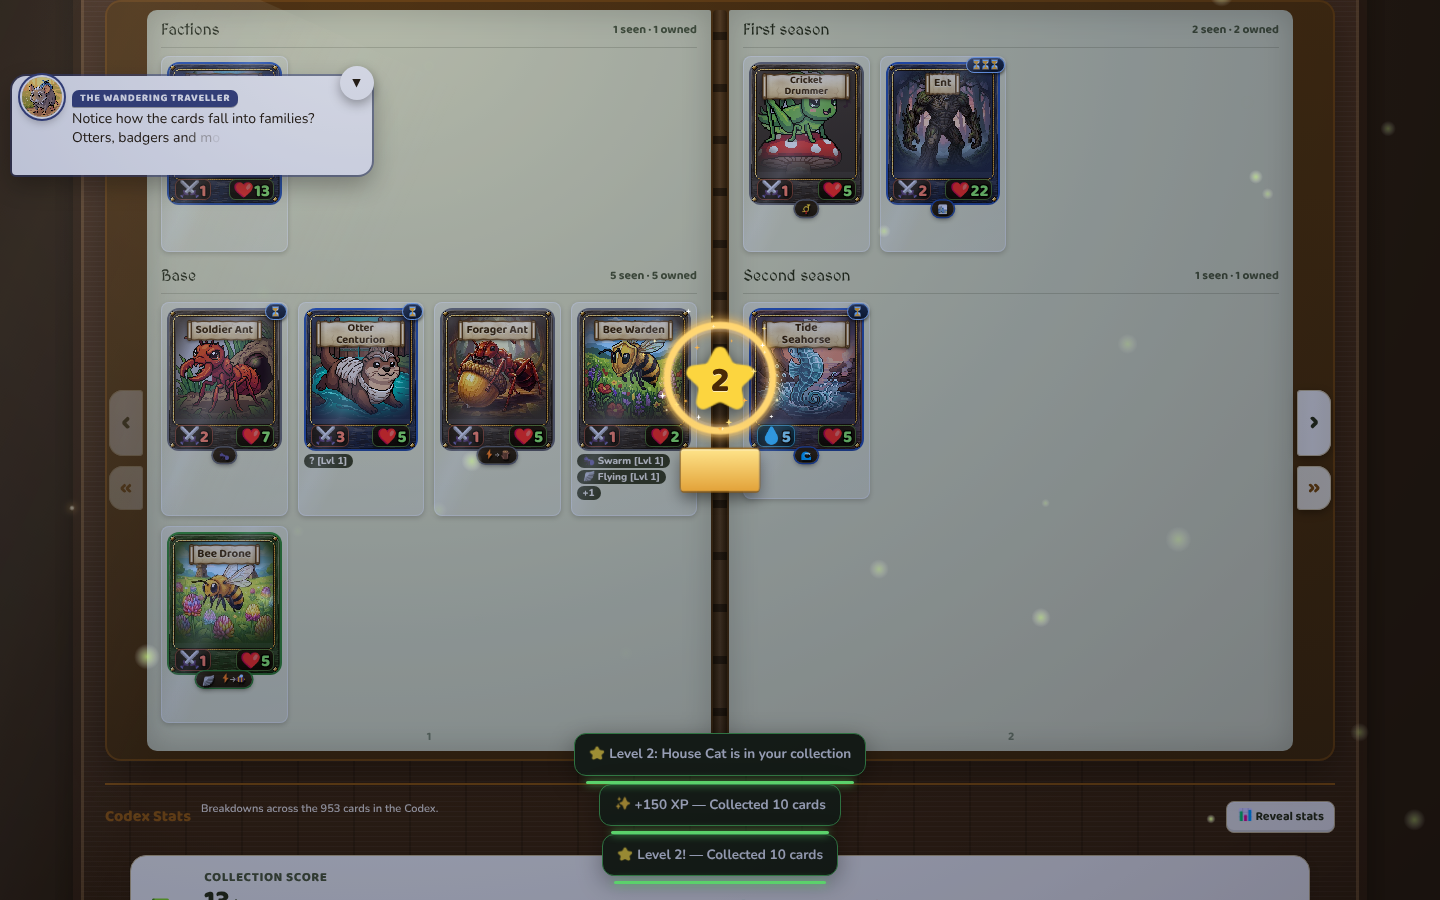 Factions
1 seen · 1 owned
THE WANDERING TRAVELLER
Notice how the cards fall into families?
Otters, badgers and mo
▼
1
13
First season
2 seen · 2 owned
Cricket
Drummer
1
5
Ent
2
22
Base
5 seen · 5 owned
Soldier Ant
2
7
Otter
Centurion
3
5
? [Lvl 1]
Forager Ant
1
5
Bee Warden
1
2
Swarm [Lvl 1]
Flying [Lvl 1]
+1
Bee Drone
1
5
Second season
1 seen · 1 owned
Tide
Seahorse
5
5
2
‹
«
›
»
1
2
Level 2: House Cat is in your collection
+150 XP — Collected 10 cards
Level 2! — Collected 10 cards
Codex Stats
Breakdowns across the 953 cards in the Codex.
Reveal stats
COLLECTION SCORE